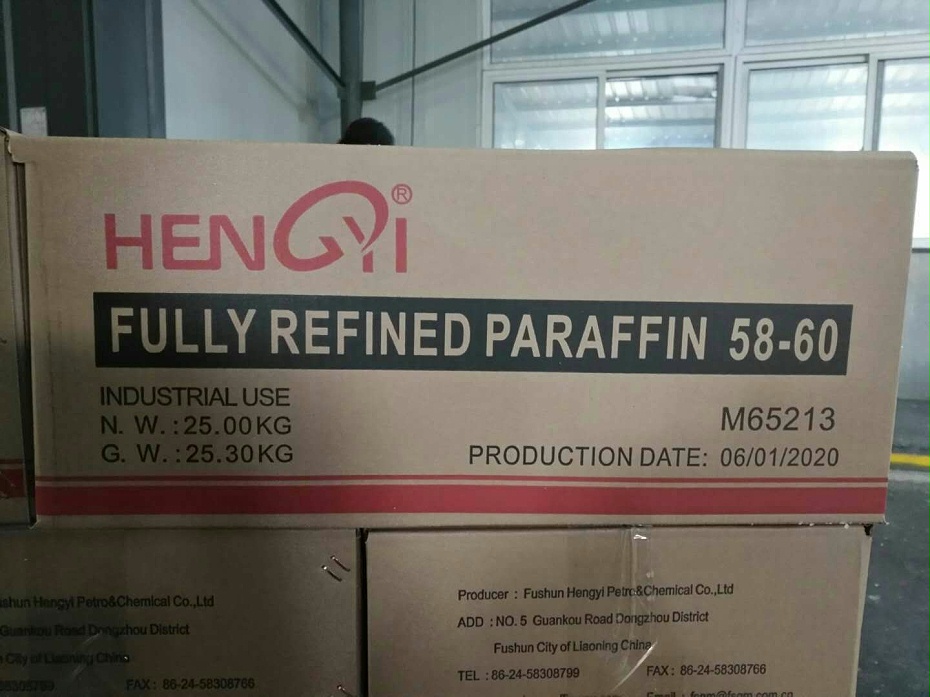 HENGYI®
FULLY REFINED PARAFFIN 58-60
INDUSTRIAL USE
N. W. :25.00KG
G. W. :25.30KG
M65213
PRODUCTION DATE: 06/01/2020
Hengyi Petro&Chemical Co.,Ltd
Guankou Road Dongzhou District
City of Liaoning China
FAX : 86-24-58308766
Producer : Fushun Hengyi Petro&Chemical Co.,Ltd
ADD : NO. 5 Guankou Road Dongzhou District
Fushun City of Liaoning China
TEL : 86-24-58308799
FAX: 86-24-58308766